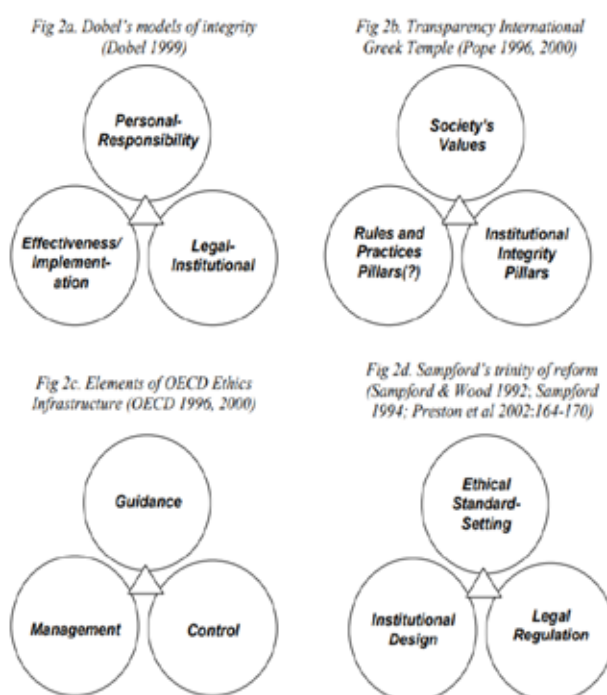 Fig 2a. Dobel's models of integrity
(Dobel 1999)
Personal-
Responsibility
Effectiveness/
Implement-
ation
Legal-
Institutional
Fig 2b. Transparency International
Greek Temple (Pope 1996, 2000)
Society's
Values
Rules and
Practices
Pillars(?)
Institutional
Integrity
Pillars
Fig 2c. Elements of OECD Ethics
Infrastructure (OECD 1996, 2000)
Guidance
Management
Control
Fig 2d. Sampford's trinity of reform
(Sampford & Wood 1992; Sampford
1994; Preston et al 2002:164-170)
Ethical
Standard-
Setting
Institutional
Design
Legal
Regulation